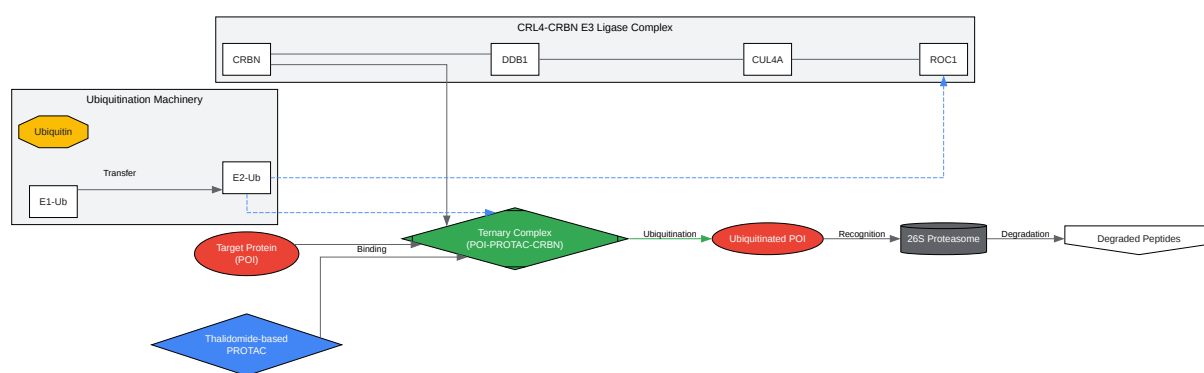 CRL4-CRBN E3 Ligase Complex
CRBN
DDB1
CUL4A
ROC1
Ubiquitination Machinery
Ubiquitin
Transfer
E2-Ub
E1-Ub
Target Protein
(POI)
Binding
Ternary Complex
(POI-PROTAC-CRBN)
Ubiquitination
Ubiquitinated POI
Recognition
26S Proteasome
Degradation
Degraded Peptides
Thalidomide-based
PROTAC